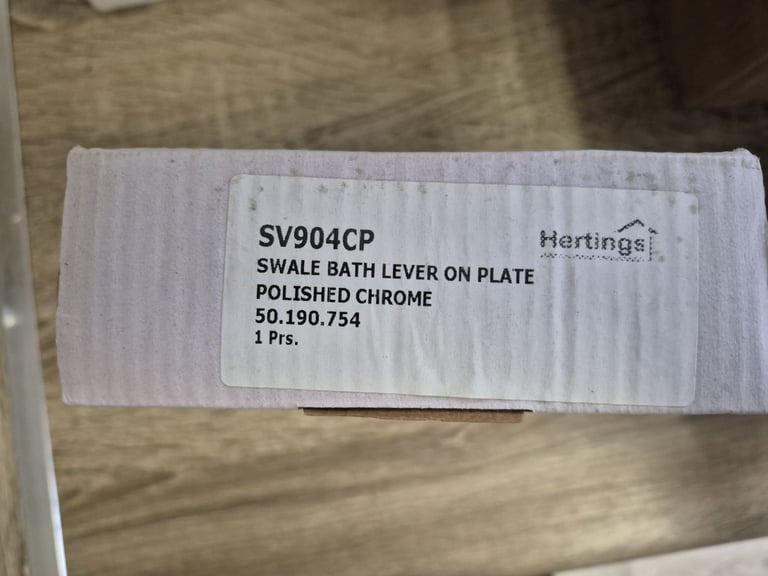 SV904CP
Hertings
SWALE BATH LEVER ON PLATE
POLISHED CHROME
50.190.754
1 Prs.